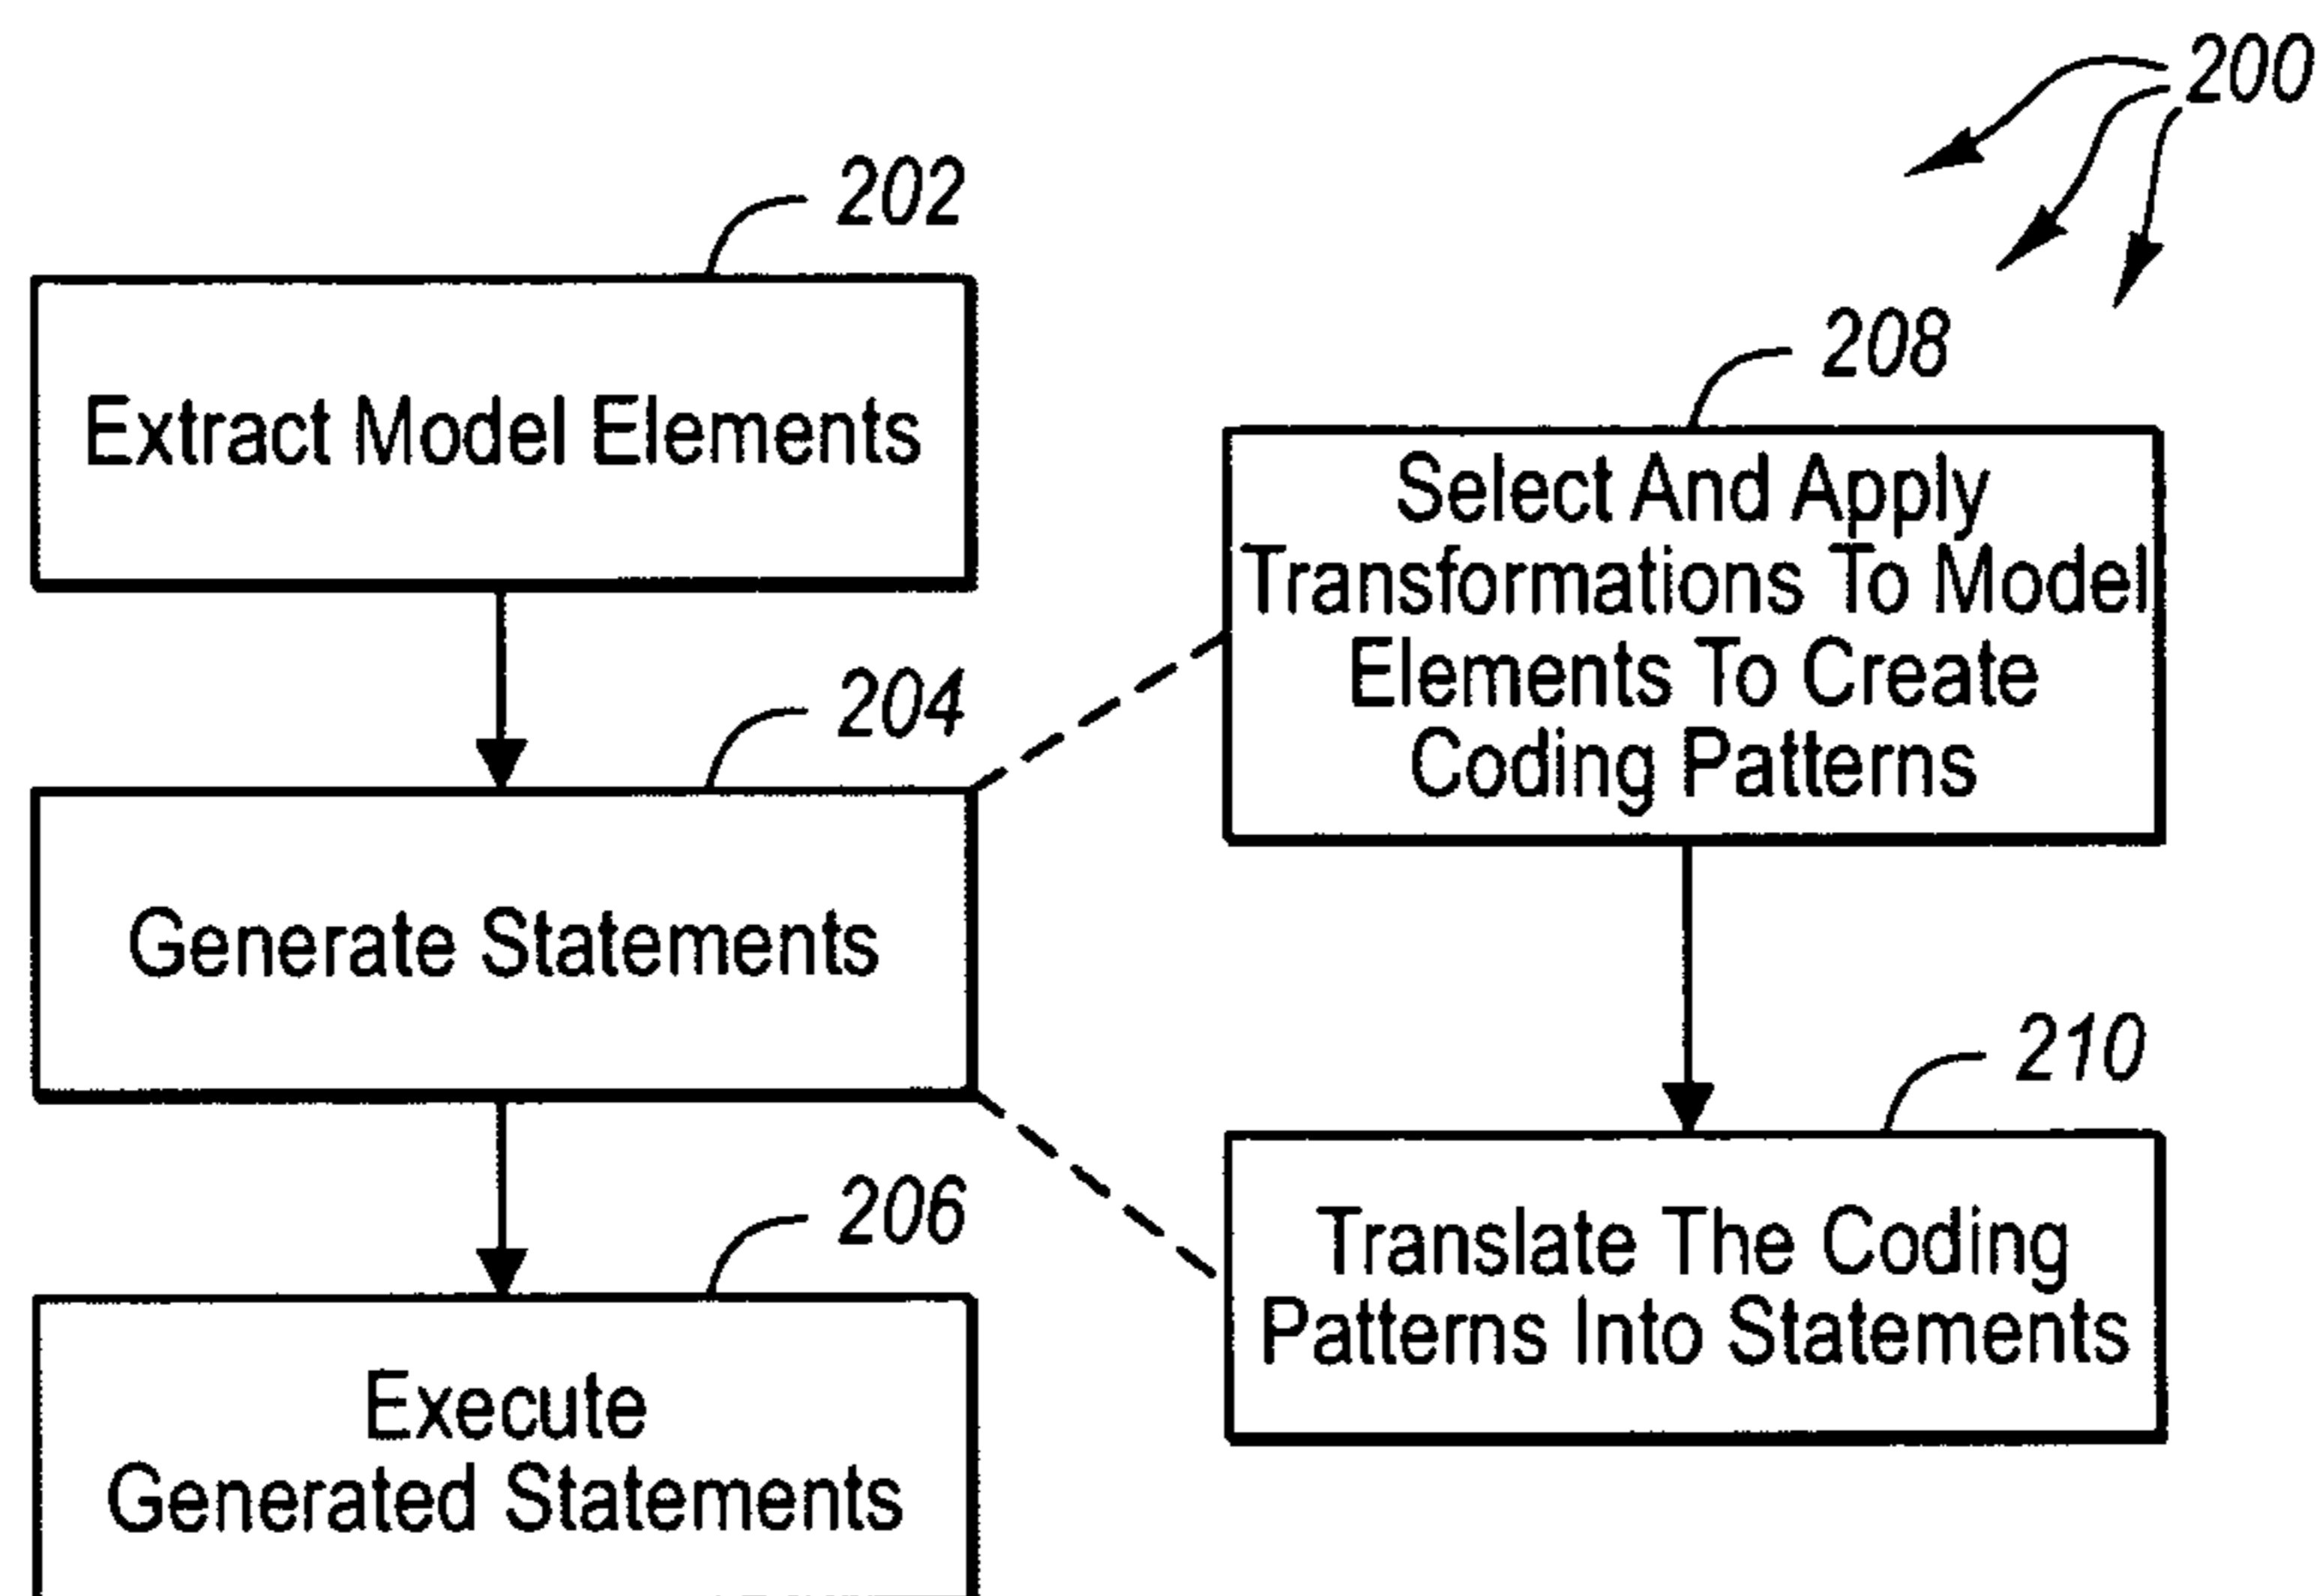 200
202
Extract Model Elements
208
Select And Apply
Transformations To Model
Elements To Create
Coding Patterns
204
Generate Statements
210
Translate The Coding
Patterns Into Statements
206
Execute
Generated Statements